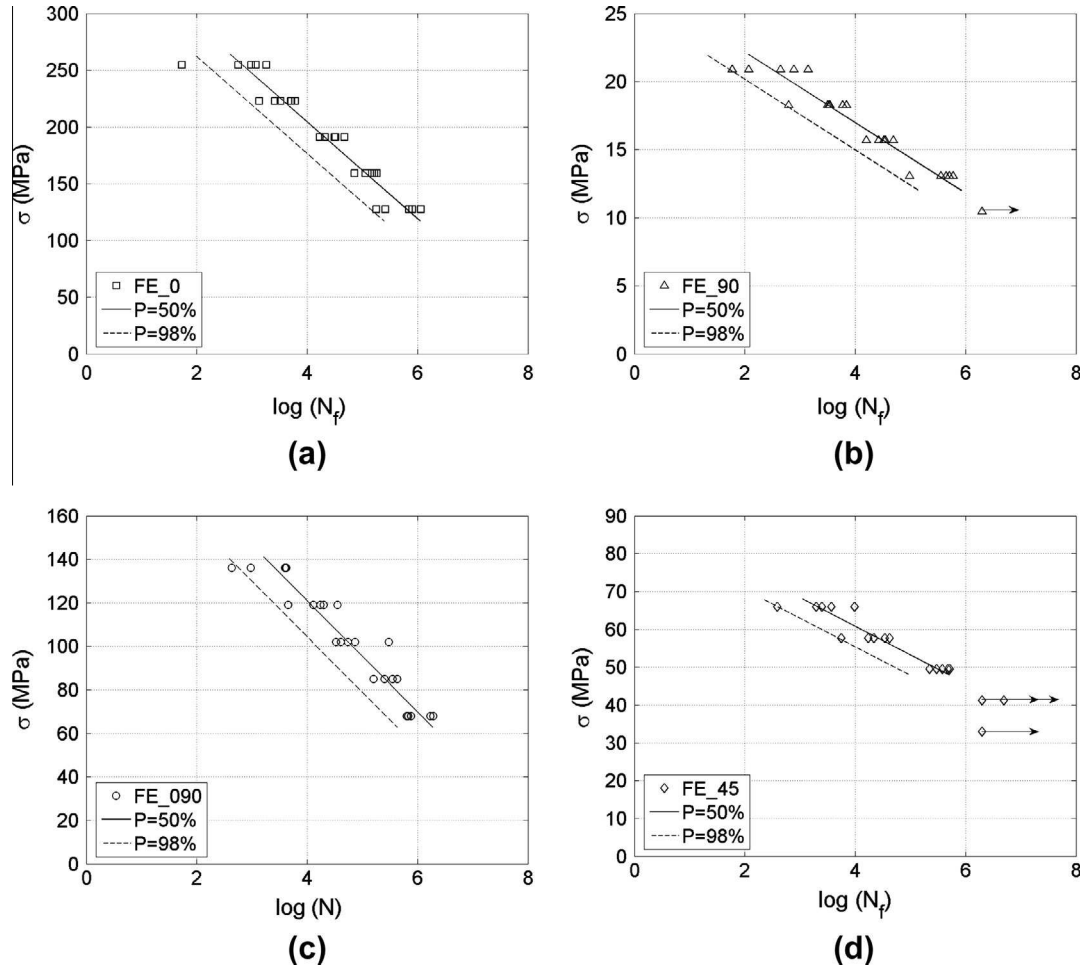 300
250
200
150
100
50
0
σ (MPa)
FE_0
P=50%
P=98%
0 2 4 6 8
log (N_f)
(a)
25
20
15
10
5
0
σ (MPa)
FE_90
P=50%
P=98%
0 2 4 6 8
log (N_f)
(b)
160
140
120
100
80
60
40
20
0
σ (MPa)
FE_090
P=50%
P=98%
0 2 4 6 8
log (N)
(c)
90
80
70
60
50
40
30
20
10
0
σ (MPa)
FE_45
P=50%
P=98%
0 2 4 6 8
log (N_f)
(d)